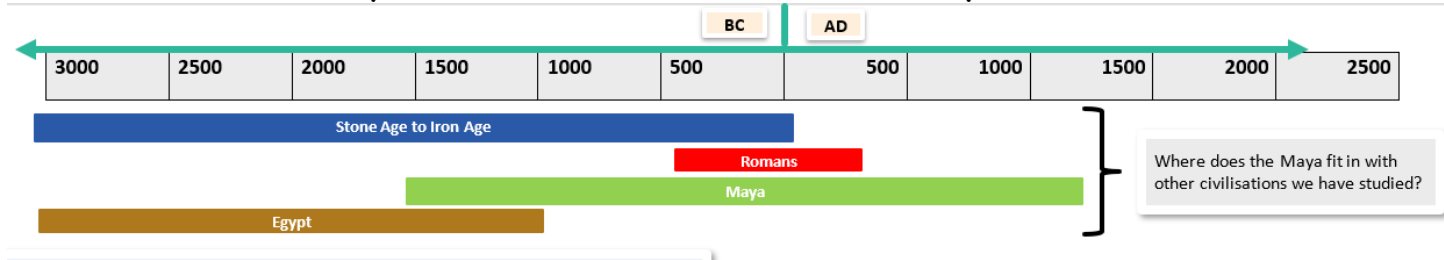 BC AD
3000 2500 2000 1500 1000 500 500 1000 1500 2000 2500
Stone Age to Iron Age
Romans
Maya
Egypt
Where does the Maya fit in with
other civilisations we have studied?